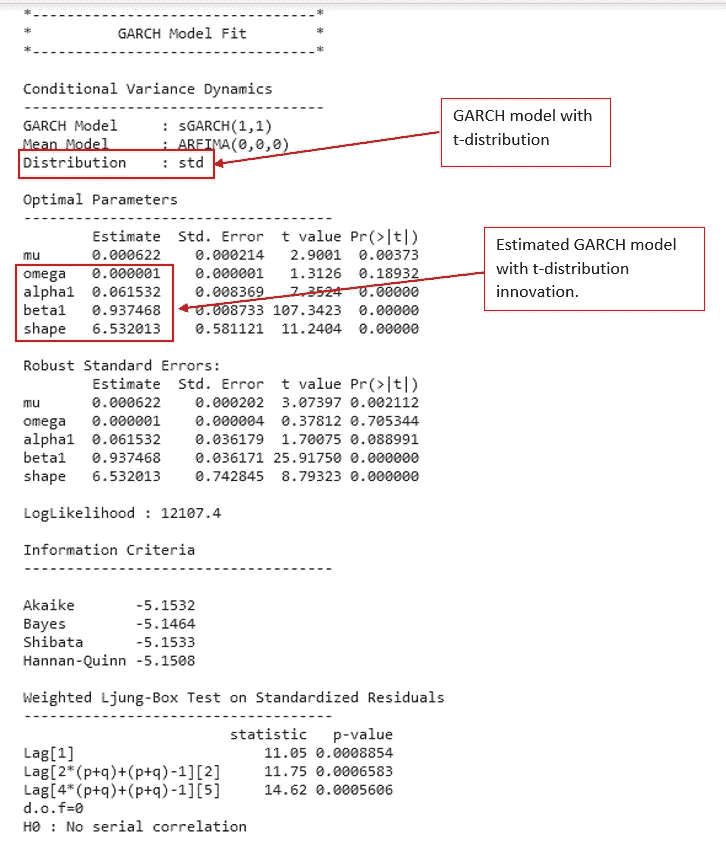 *---------------------------------*
*          GARCH Model Fit        *
*---------------------------------*
Conditional Variance Dynamics
-----------------------------------
GARCH Model     : sGARCH(1,1)
Mean Model      : ARFIMA(0,0,0)
Distribution    : std
GARCH model with
t-distribution
Optimal Parameters
------------------------------------
        Estimate  Std. Error  t value Pr(>|t|)
mu      0.000622    0.000214   2.9001  0.00373
omega   0.000001    0.000001   1.3126  0.18932
alpha1  0.061532    0.008369   7.3524  0.00000
beta1   0.937468    0.008733 107.3423  0.00000
shape   6.532013    0.581121  11.2404  0.00000
Estimated GARCH model
with t-distribution
innovation.
Robust Standard Errors:
        Estimate  Std. Error  t value Pr(>|t|)
mu      0.000622    0.000202  3.07397 0.002112
omega   0.000001    0.000004  0.37812 0.705344
alpha1  0.061532    0.036179  1.70075 0.088991
beta1   0.937468    0.036171 25.91750 0.000000
shape   6.532013    0.742845  8.79323 0.000000
LogLikelihood : 12107.4
Information Criteria
------------------------------------
Akaike       -5.1532
Bayes        -5.1464
Shibata      -5.1533
Hannan-Quinn -5.1508
Weighted Ljung-Box Test on Standardized Residuals
------------------------------------
                        statistic   p-value
Lag[1]                      11.05 0.0008854
Lag[2*(p+q)+(p+q)-1][2]     11.75 0.0006583
Lag[4*(p+q)+(p+q)-1][5]     14.62 0.0005606
d.o.f=0
H0 : No serial correlation